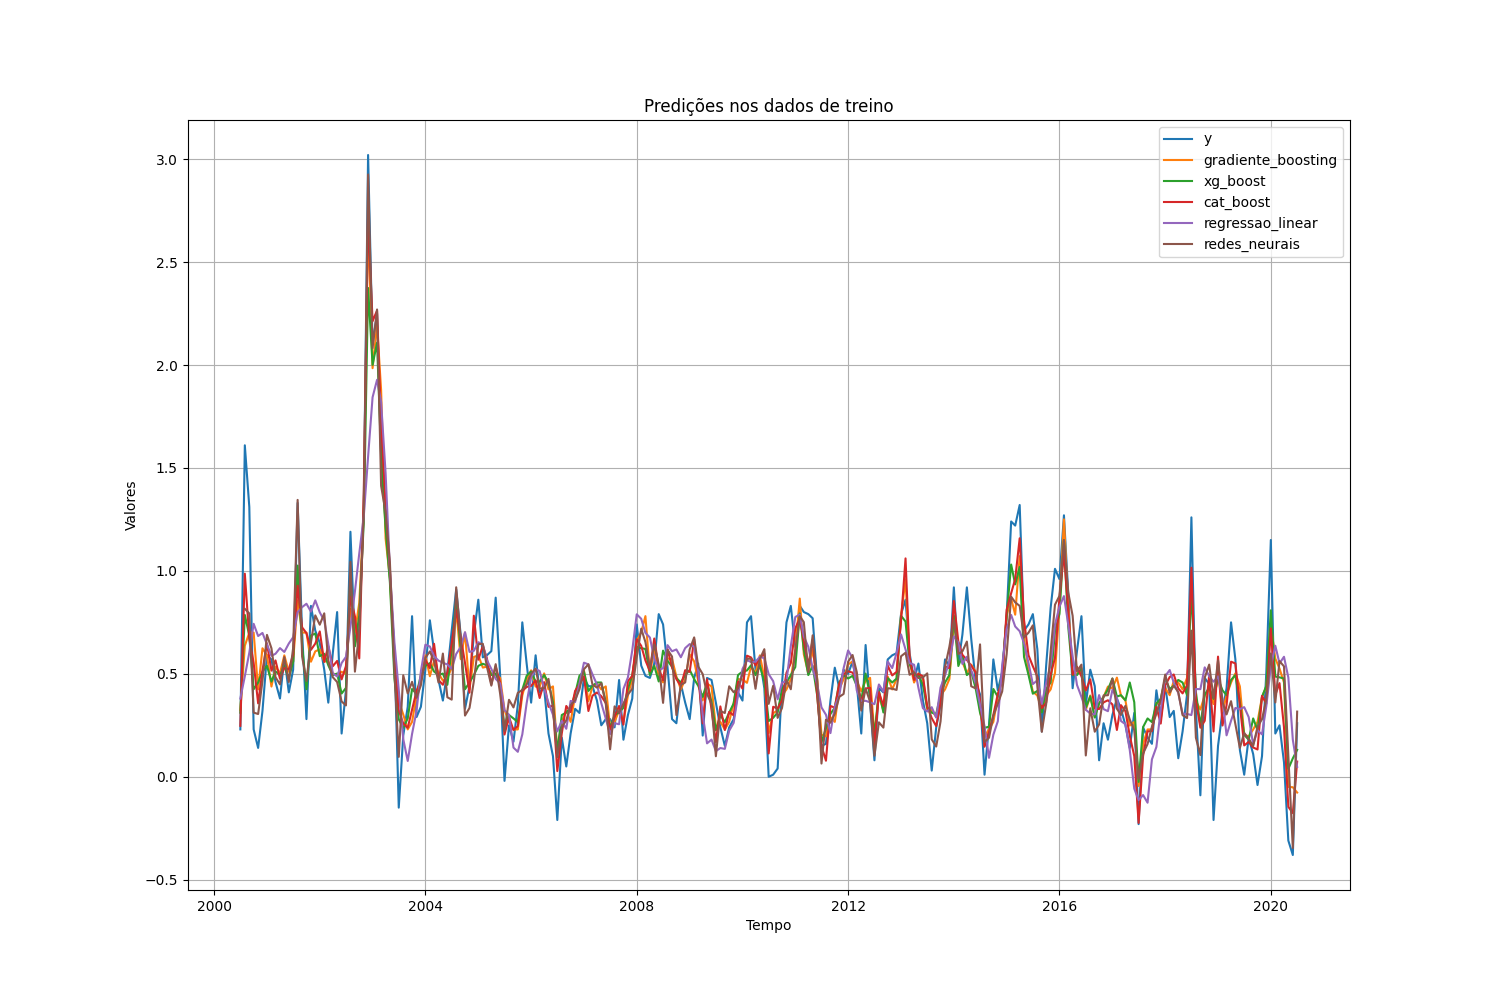 Predições nos dados de treino
y
gradiente_boosting
xg_boost
cat_boost
regressao_linear
redes_neurais
Valores
3.0
2.5
2.0
1.5
1.0
0.5
0.0
−0.5
2000
2004
2008
2012
2016
2020
Tempo